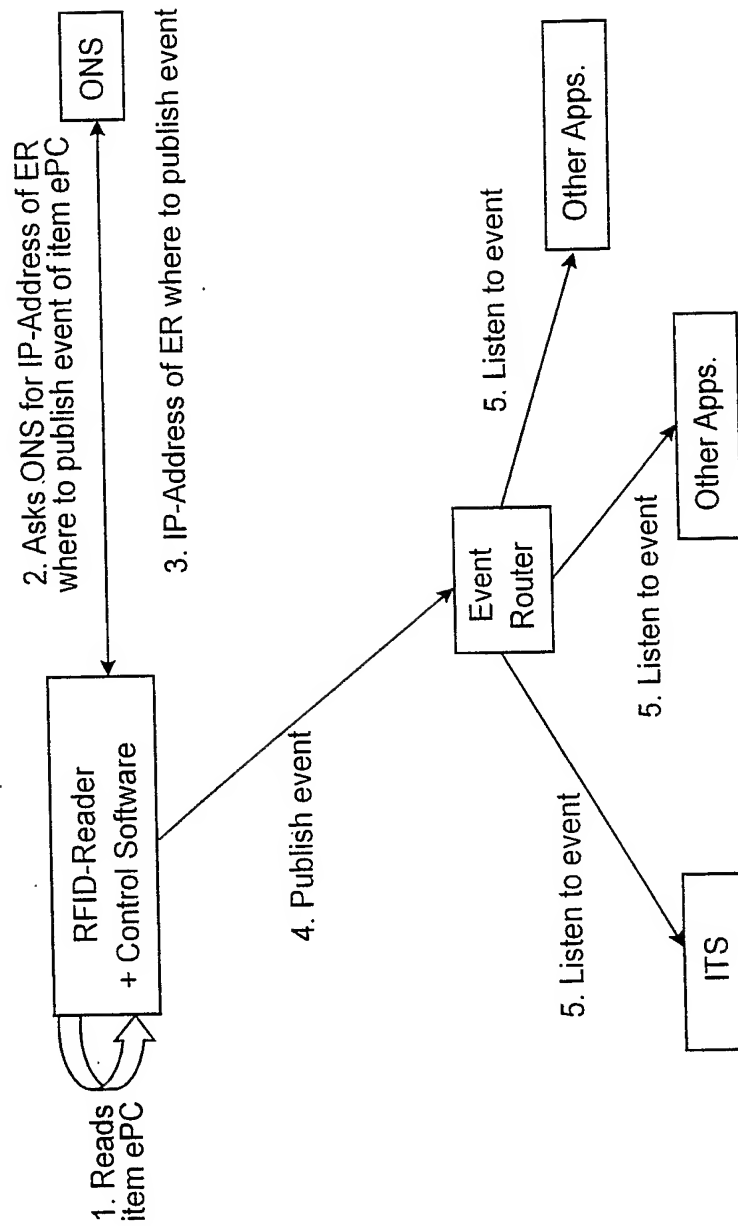 1. Reads
item ePC
RFID-Reader
+ Control Software
2. Asks ONS for IP-Address of ER
where to publish event of item ePC
ONS
3. IP-Address of ER where to publish event
4. Publish event
Event
Router
5. Listen to event
5. Listen to event
5. Listen to event
ITS
Other Apps.
Other Apps.